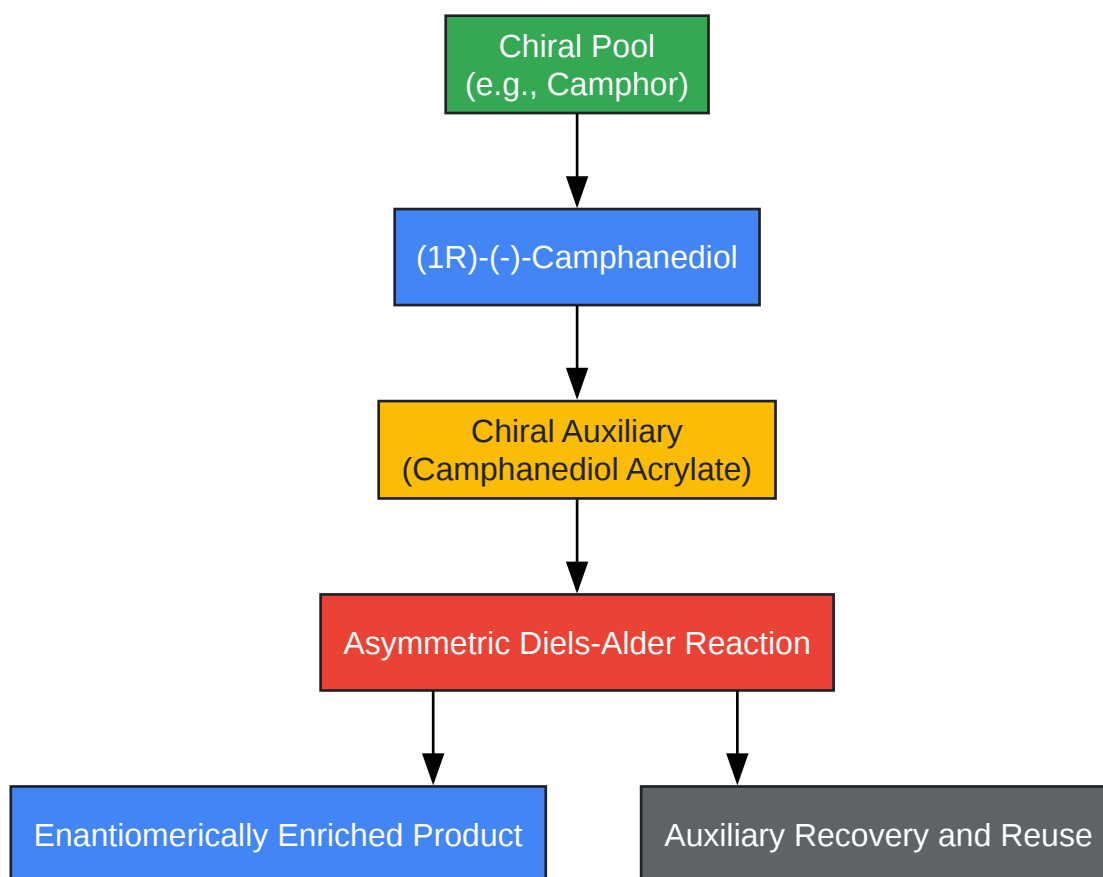 Chiral Pool
(e.g., Camphor)
(1R)-(-)-Camphanediol
Chiral Auxiliary
(Camphanediol Acrylate)
Asymmetric Diels-Alder Reaction
Enantiomerically Enriched Product
Auxiliary Recovery and Reuse